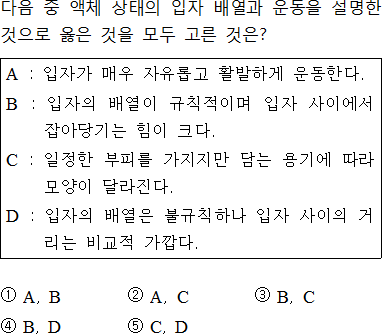 다음 중 액체 상태의 입자 배열과 운동을 설명한
것으로 옳은 것을 모두 고른 것은?
A : 입자가 매우 자유롭고 활발하게 운동한다.
B : 입자의 배열이 규칙적이며 입자 사이에서
잡아당기는 힘이 크다.
C : 일정한 부피를 가지지만 담는 용기에 따라
모양이 달라진다.
D : 입자의 배열은 불규칙하나 입자 사이의 거
리는 비교적 가깝다.
① A, B ② A, C ③ B, C
④ B, D ⑤ C, D